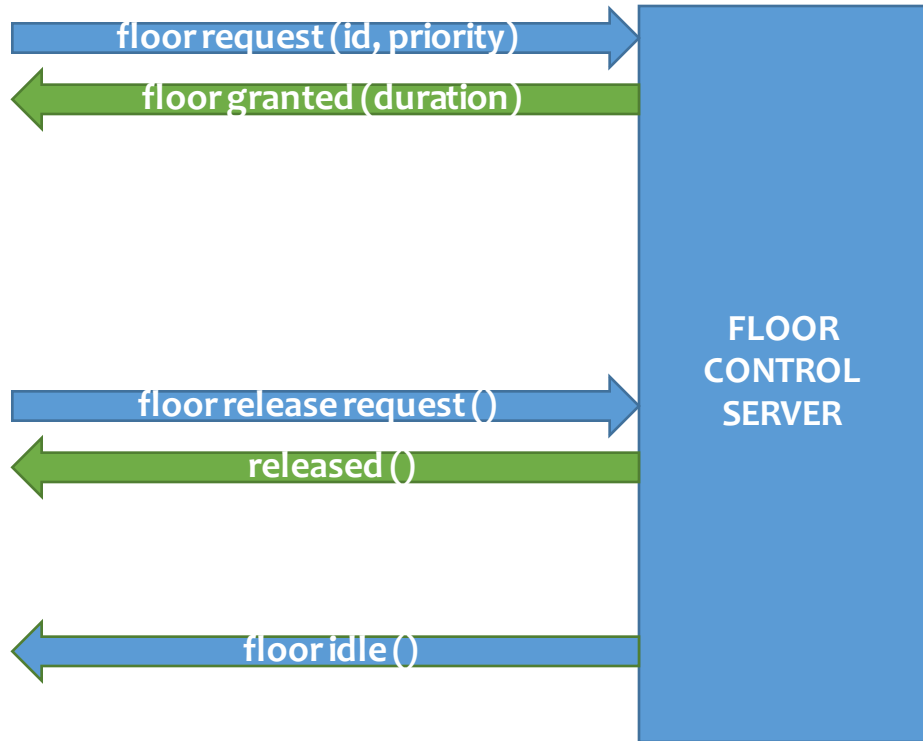 floor request (id, priority)
floor granted (duration)
FLOOR
CONTROL
SERVER
floor release request ()
released ()
floor idle ()